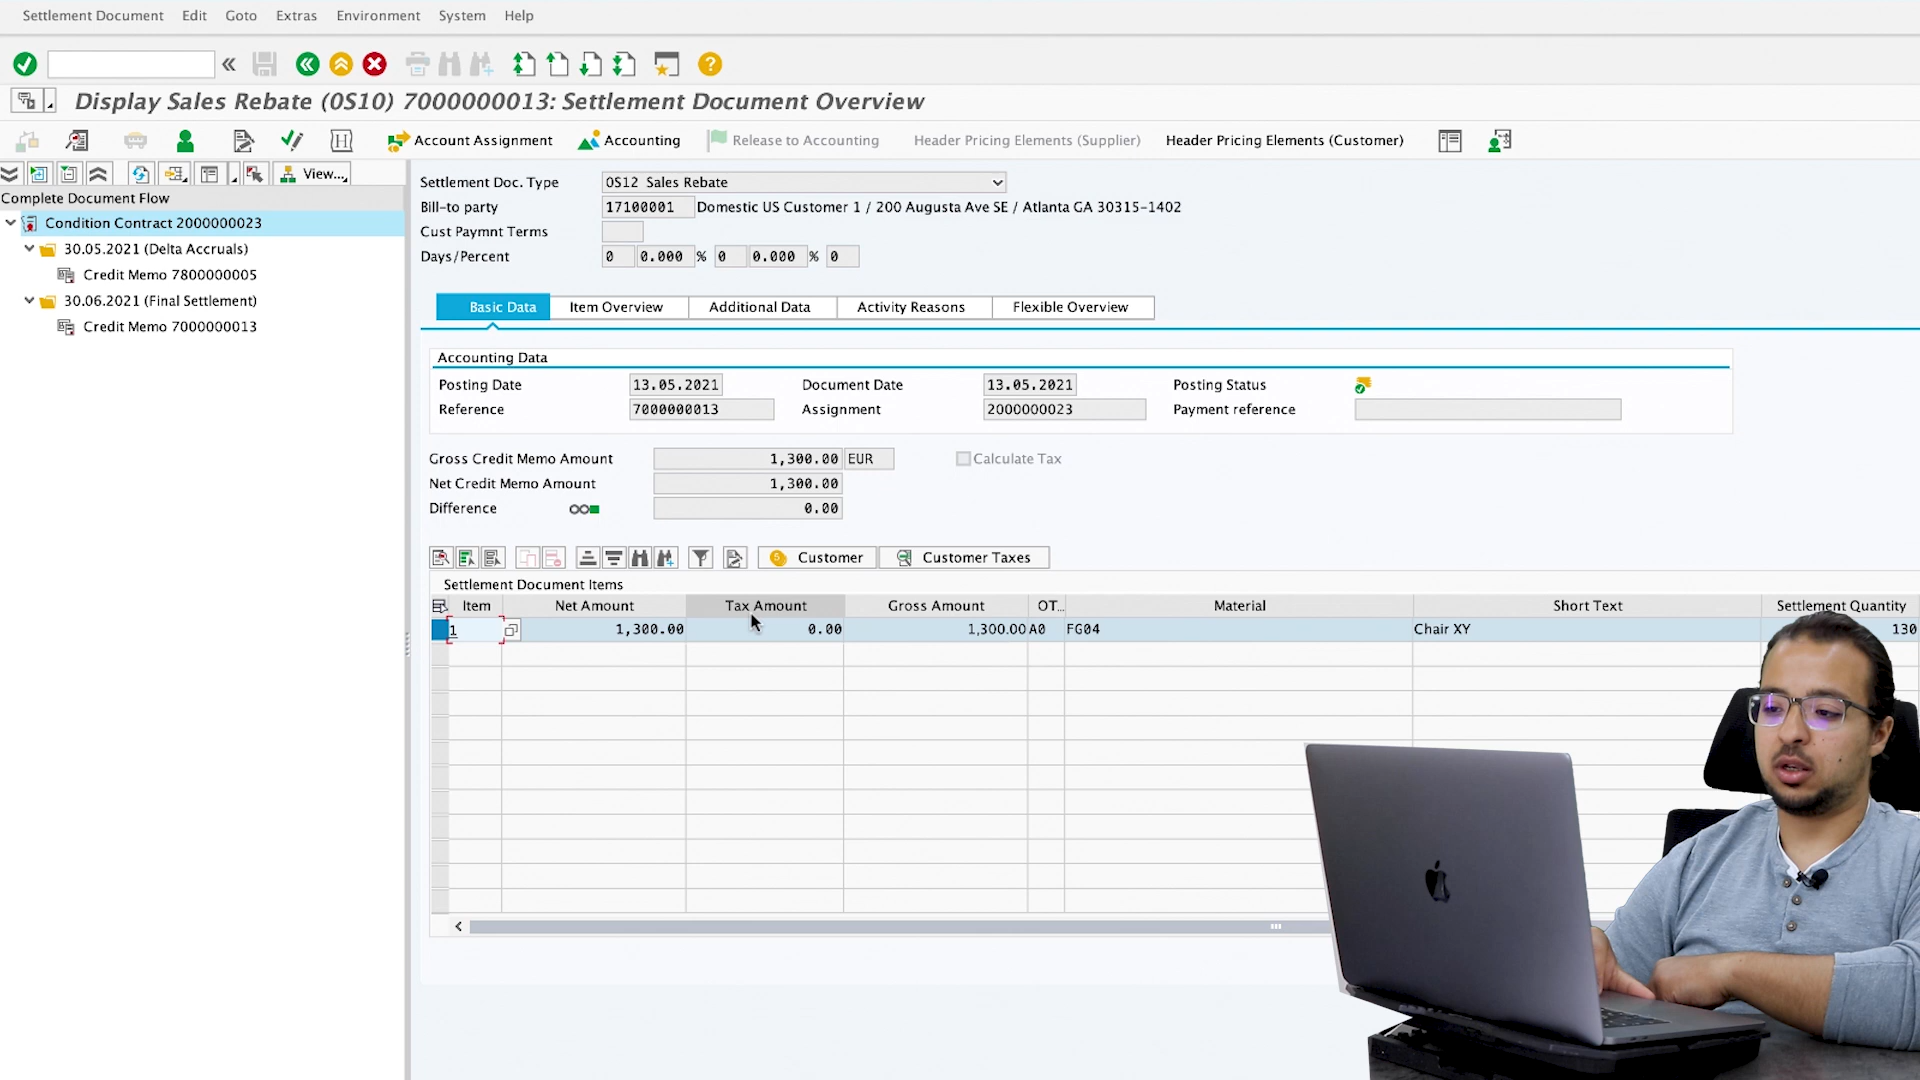 Settlement Document Edit Goto Extras Environment System Help
Display Sales Rebate (0S10) 7000000013: Settlement Document Overview
Account Assignment Accounting Release to Accounting Header Pricing Elements (Supplier) Header Pricing Elements (Customer)
View...
Complete Document Flow
Condition Contract 2000000023
30.05.2021 (Delta Accruals)
Credit Memo 7800000005
30.06.2021 (Final Settlement)
Credit Memo 7000000013
Settlement Doc. Type 0S12 Sales Rebate
Bill-to party 17100001 Domestic US Customer 1 / 200 Augusta Ave SE / Atlanta GA 30315-1402
Cust Paymnt Terms
Days/Percent 0 0.000 % 0 0.000 % 0
Basic Data Item Overview Additional Data Activity Reasons Flexible Overview
Accounting Data
Posting Date 13.05.2021 Document Date 13.05.2021 Posting Status
Reference 7000000013 Assignment 2000000023 Payment reference
Gross Credit Memo Amount 1,300.00 EUR Calculate Tax
Net Credit Memo Amount 1,300.00
Difference 0.00
Customer Customer Taxes
Settlement Document Items
Item Net Amount Tax Amount Gross Amount OT... Material Short Text Settlement Quantity
1 1,300.00 0.00 1,300.00 A0 FG04 Chair XY 130